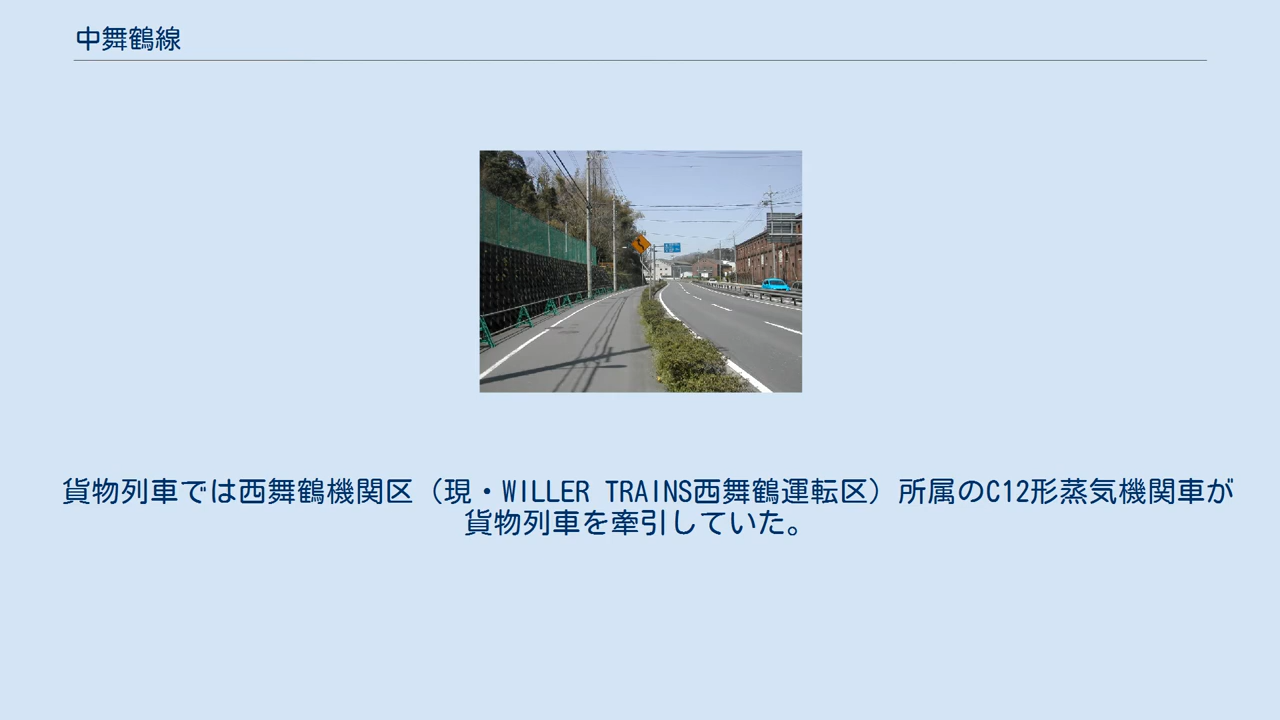 中舞鶴線
貨物列車では西舞鶴機関区（現・WILLER TRAINS西舞鶴運転区）所属のC12形蒸気機関車が
貨物列車を牽引していた。